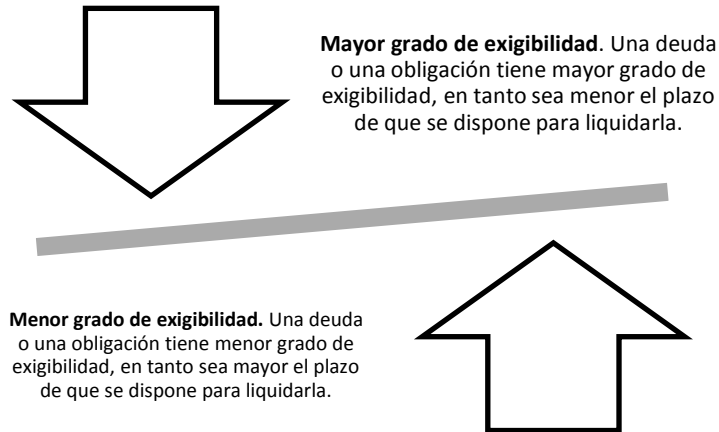 Mayor grado de exigibilidad. Una deuda
o una obligación tiene mayor grado de
exigibilidad, en tanto sea menor el plazo
de que se dispone para liquidarla.
Menor grado de exigibilidad. Una deuda
o una obligación tiene menor grado de
exigibilidad, en tanto sea mayor el plazo
de que se dispone para liquidarla.